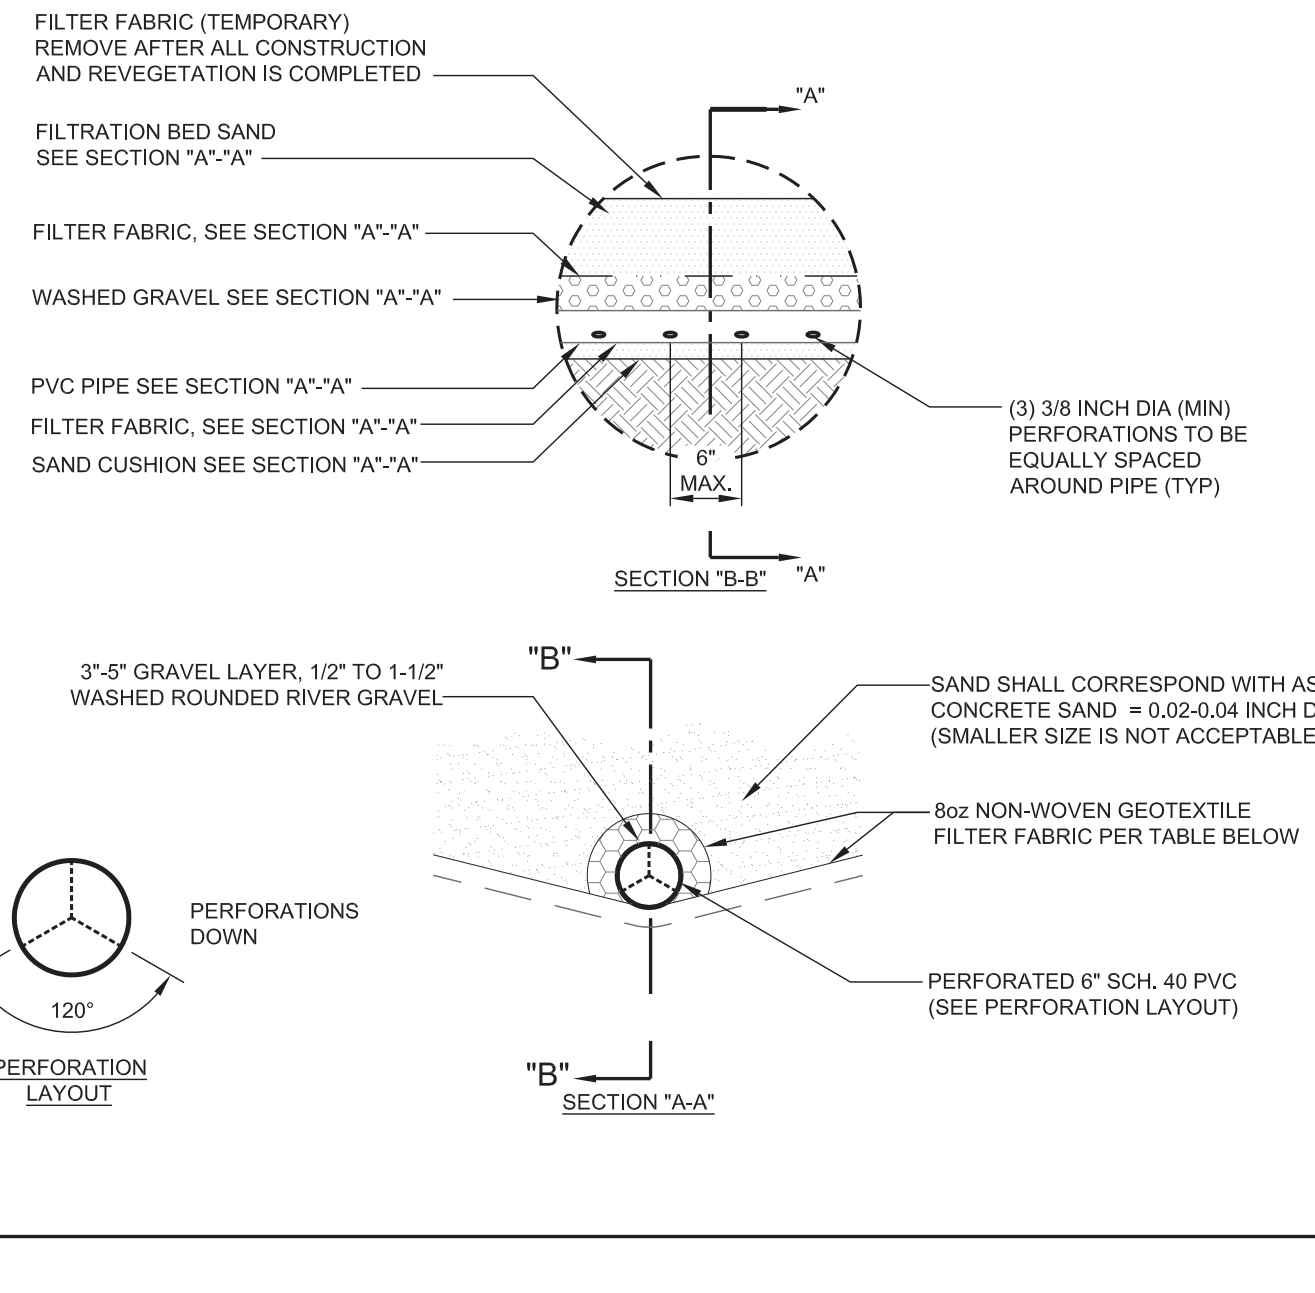 FILTER FABRIC (TEMPORARY)
REMOVE AFTER ALL CONSTRUCTION
AND REVEGETATION IS COMPLETED
"A"
FILTRATION BED SAND
SEE SECTION "A"-"A"
FILTER FABRIC, SEE SECTION "A"-"A"
WASHED GRAVEL SEE SECTION "A"-"A"
PVC PIPE SEE SECTION "A"-"A"
FILTER FABRIC, SEE SECTION "A"-"A"
SAND CUSHION SEE SECTION "A"-"A"
(3) 3/8 INCH DIA (MIN)
PERFORATIONS TO BE
EQUALLY SPACED
AROUND PIPE (TYP)
6"
MAX.
SECTION "B-B"
"A"
"B"
3"-5" GRAVEL LAYER, 1/2" TO 1-1/2"
WASHED ROUNDED RIVER GRAVEL
SAND SHALL CORRESPOND WITH
CONCRETE SAND = 0.02-0.04 INCH
(SMALLER SIZE IS NOT ACCEPTABLE
8oz NON-WOVEN GEOTEXTILE
FILTER FABRIC PER TABLE BELOW
PERFORATIONS
DOWN
120°
PERFORATION
LAYOUT
PERFORATED 6" SCH. 40 PVC
(SEE PERFORATION LAYOUT)
"B"
SECTION "A-A"